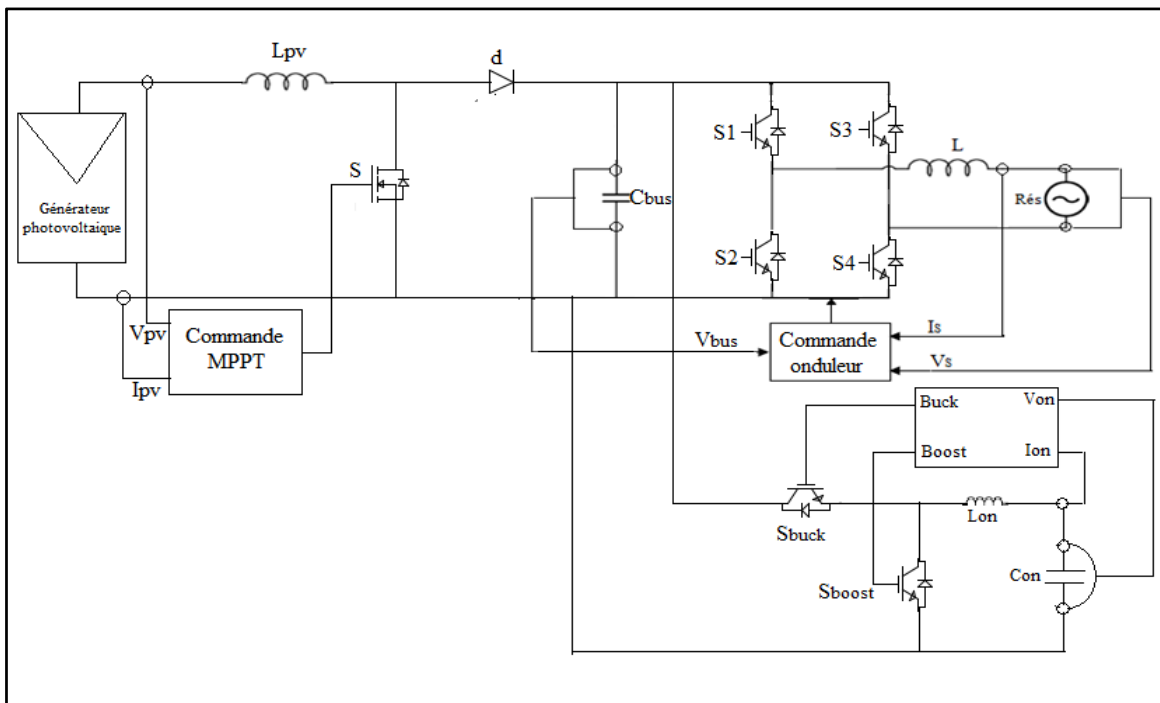 Lpv
d
S1
S3
L
S
Générateur
photovoltaique
Cbus
Rés
S2
S4
Vpv
Commande
MPPT
Ipv
Vbus
Commande
onduleur
Is
Vs
Buck
Von
Boost
Ion
Sbuck
Lon
Sboost
Con